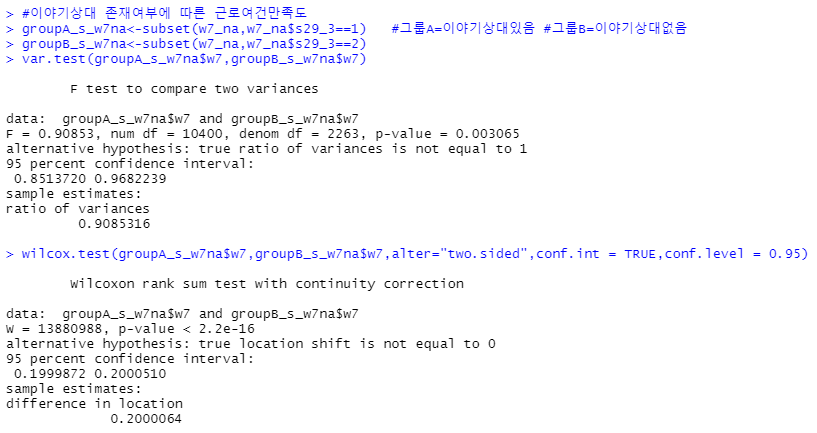 > #이야기상대 존재여부에 따른 근로여건만족도
> groupA_s_w7na<-subset(w7_na,w7_na$s29_3==1)   #그룹A=이야기상대있음 #그룹B=이야기상대없음
> groupB_s_w7na<-subset(w7_na,w7_na$s29_3==2)
> var.test(groupA_s_w7na$w7,groupB_s_w7na$w7)
F test to compare two variances
data:  groupA_s_w7na$w7 and groupB_s_w7na$w7
F = 0.90853, num df = 10400, denom df = 2263, p-value = 0.003065
alternative hypothesis: true ratio of variances is not equal to 1
95 percent confidence interval:
 0.8513720 0.9682239
sample estimates:
ratio of variances
0.9085316
> wilcox.test(groupA_s_w7na$w7,groupB_s_w7na$w7,alter="two.sided",conf.int = TRUE,conf.level = 0.95)
Wilcoxon rank sum test with continuity correction
data:  groupA_s_w7na$w7 and groupB_s_w7na$w7
W = 13880988, p-value < 2.2e-16
alternative hypothesis: true location shift is not equal to 0
95 percent confidence interval:
 0.1999872 0.2000510
sample estimates:
difference in location
0.2000064